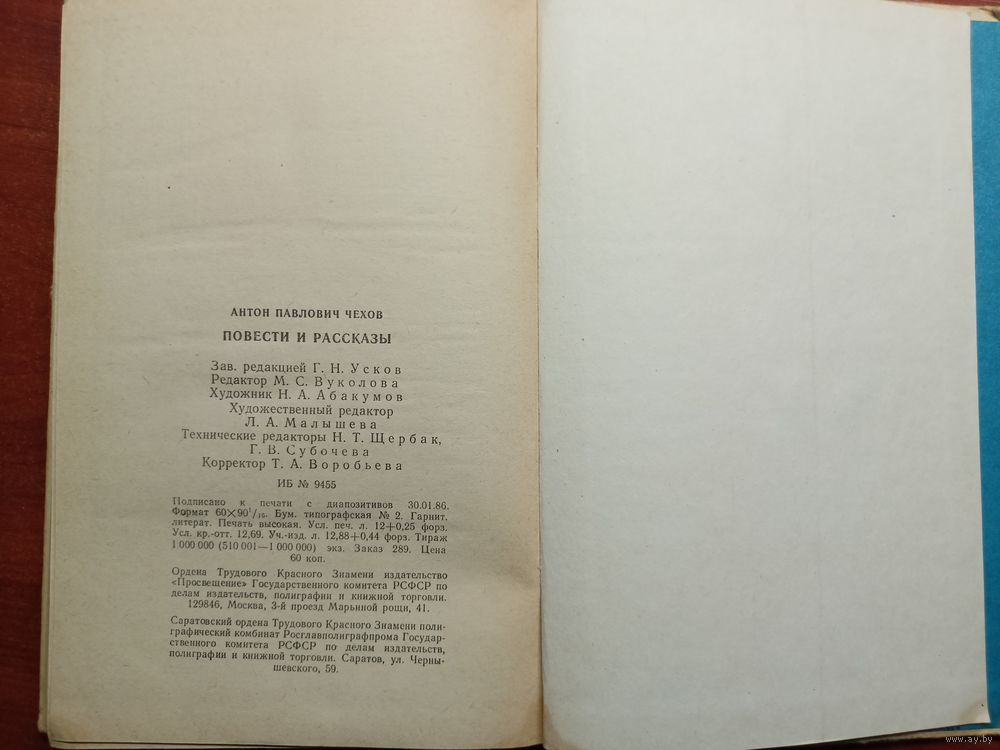 АНТОН ПАВЛОВИЧ ЧЕХОВ
ПОВЕСТИ И РАССКАЗЫ
Зав. редакцией Г. Н. Усков
Редактор М. С. Вуколова
Художник Н. А. Абакумов
Художественный редактор
Л. А. Малышева
Технические редакторы Н. Т. Щербак,
Г. В. Субочева
Корректор Т. А. Воробьева
ИБ № 9455
Подписано к печати с диапозитивов 30.01.86.
Формат 60×90¹/₁₆. Бум. типографская № 2. Гарнит.
литерат. Печать высокая. Усл. печ. л. 12+0,25 форз.
Усл. кр.-отт. 12,69. Уч.-изд. л. 12,88+0,44 форз. Тираж
1 000 000 (510 001—1 000 000) экз. Заказ 289. Цена
60 коп.
Ордена Трудового Красного Знамени издательство
«Просвещение» Государственного комитета РСФСР по
делам издательств, полиграфии и книжной торговли.
129846, Москва, 3-й проезд Марьиной рощи, 41.
Саратовский ордена Трудового Красного Знамени поли-
графический комбинат Росглавполиграфпрома Государ-
ственного комитета РСФСР по делам издательств,
полиграфии и книжной торговли. Саратов, ул. Черны-
шевского, 59.
www.ay.by